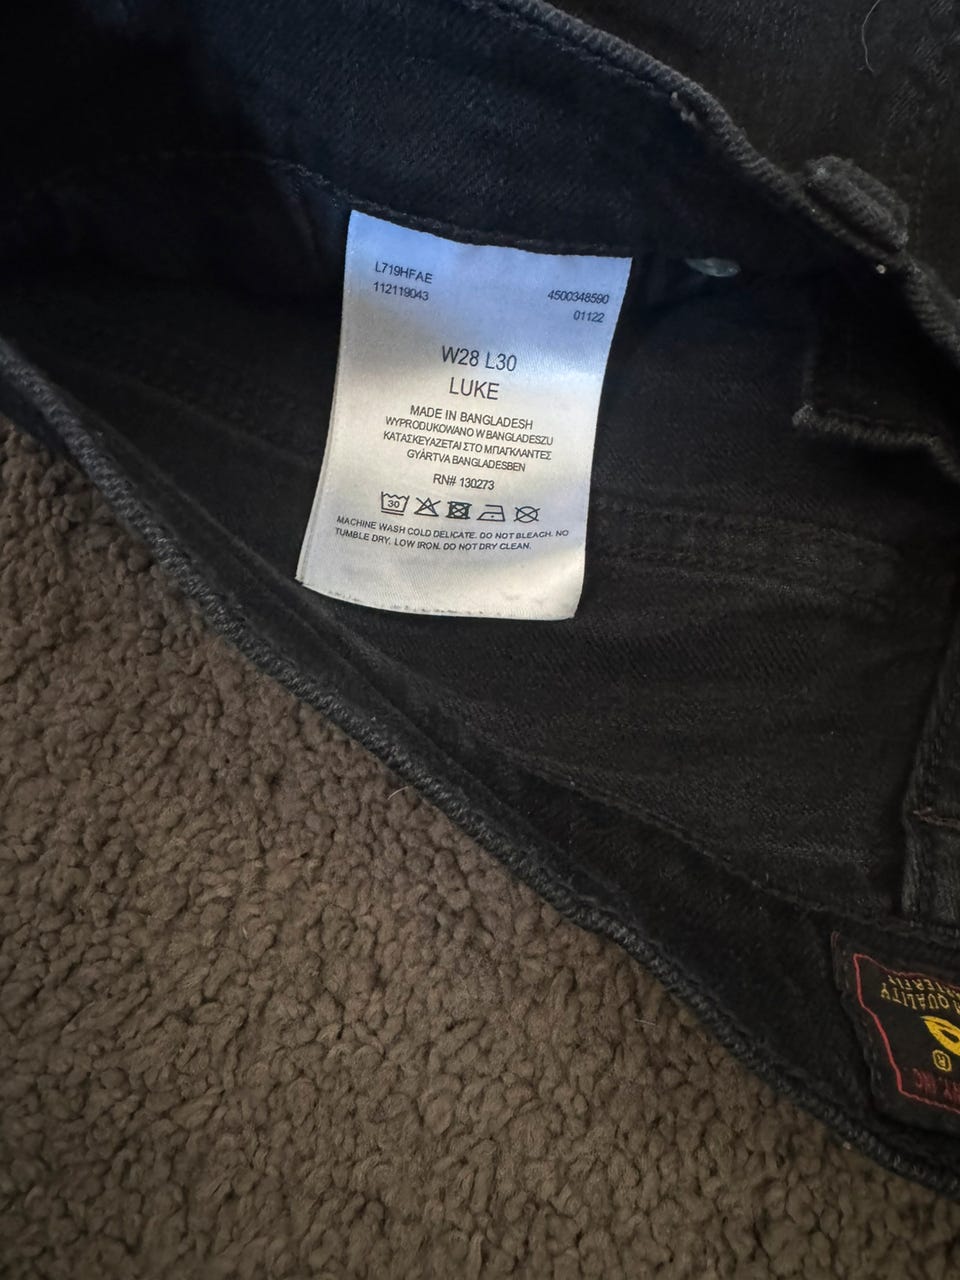 L719HFAE
112119043
4500348590
01122
W28 L30
LUKE
MADE IN BANGLADESH
WYPRODUKOWANO W BANGLADESZU
ΚΑΤΑΣΚΕΥΑΖΕΤΑΙ ΣΤΟ ΜΠΑΓΚΛΑΝΤΕΣ
GYÁRTVA BANGLADESBEN
RN# 130273
30
MACHINE WASH COLD DELICATE. DO NOT BLEACH. NO
TUMBLE DRY. LOW IRON. DO NOT DRY CLEAN.
QUALITY
®